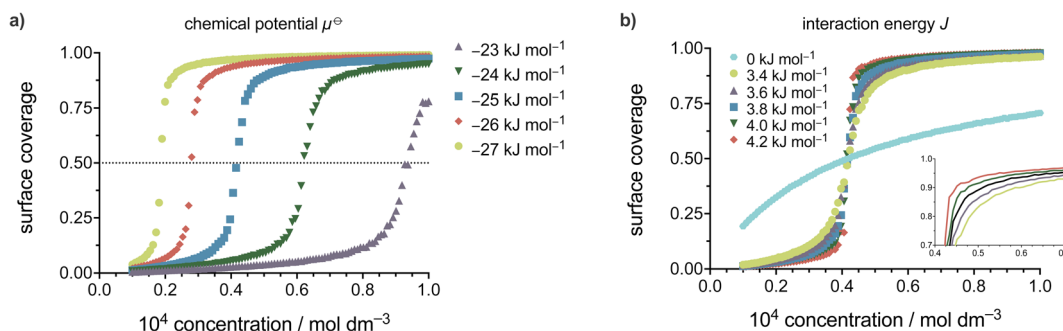 a)
chemical potential μ⊖
surface coverage
1.00
0.75
0.50
0.25
0.00
0.0
0.2
0.4
0.6
0.8
1.0
10⁴ concentration / mol dm⁻³
−23 kJ mol⁻¹
−24 kJ mol⁻¹
−25 kJ mol⁻¹
−26 kJ mol⁻¹
−27 kJ mol⁻¹
b)
interaction energy J
surface coverage
1.00
0.75
0.50
0.25
0.00
0 kJ mol⁻¹
3.4 kJ mol⁻¹
3.6 kJ mol⁻¹
3.8 kJ mol⁻¹
4.0 kJ mol⁻¹
4.2 kJ mol⁻¹
1.0
0.9
0.8
0.7
0.4
0.5
0.6
0.0
0.2
0.4
0.6
0.8
1.0
10⁴ concentration / mol dm⁻³